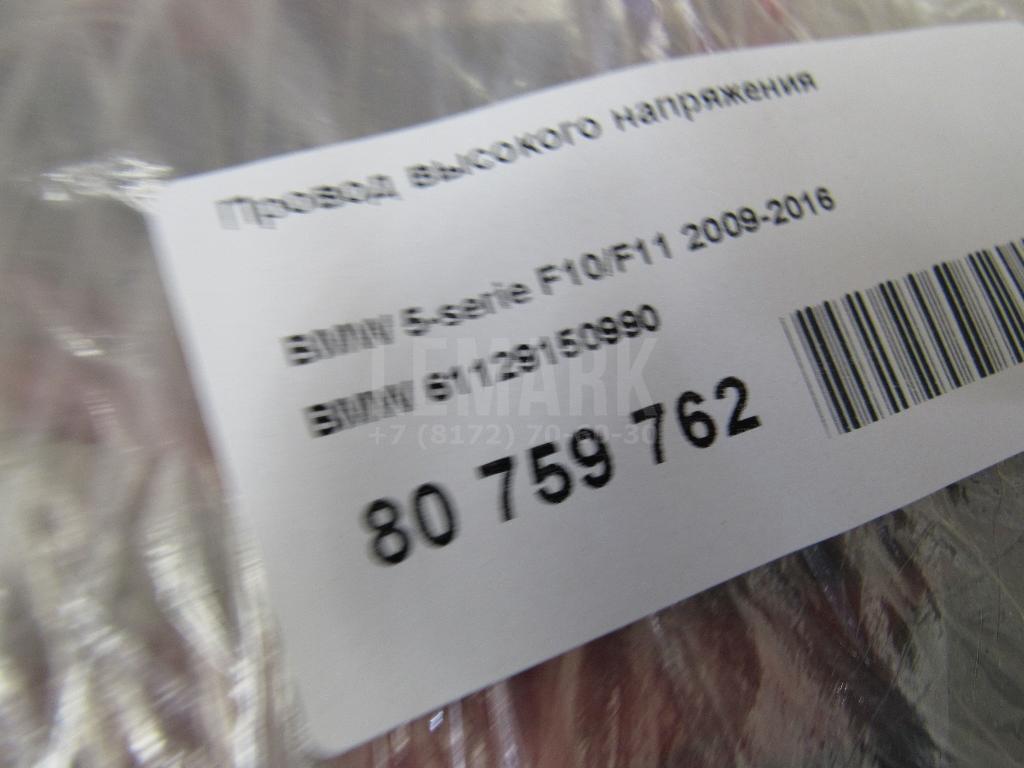 Провод высокого напряжения
BMW 5-serie F10/F11 2009-2016
BMW 61129150990
LEMARK
80 759 762